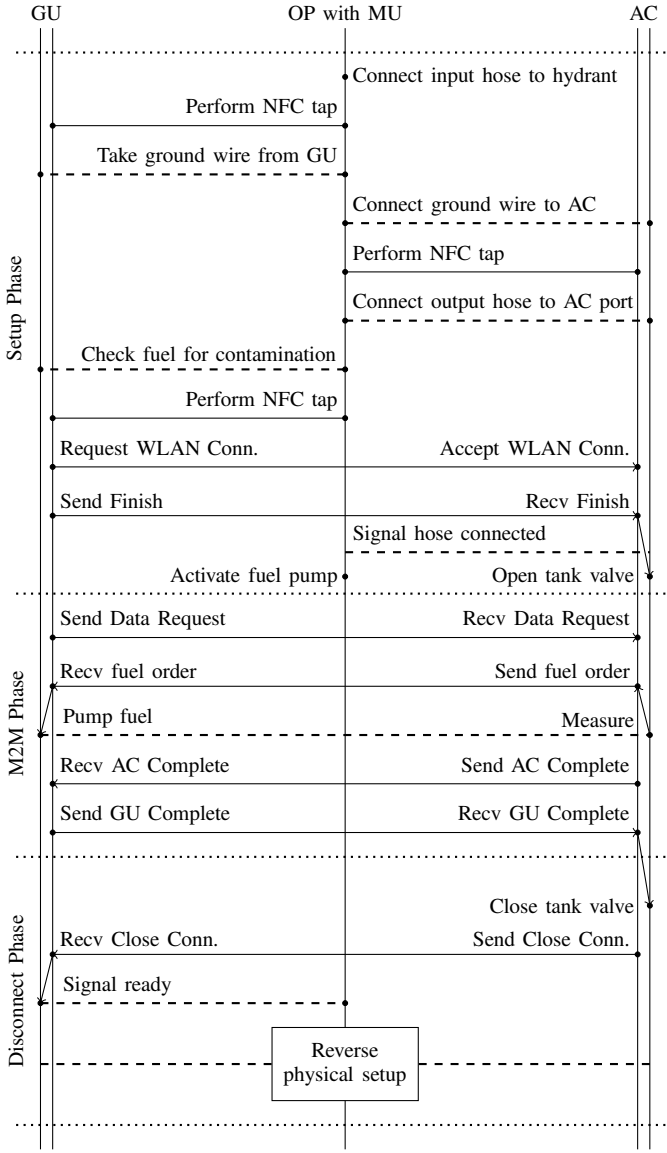 GU
OP with MU
AC
Connect input hose to hydrant
Perform NFC tap
Take ground wire from GU
Connect ground wire to AC
Perform NFC tap
Connect output hose to AC port
Check fuel for contamination
Perform NFC tap
Request WLAN Conn.
Accept WLAN Conn.
Send Finish
Recv Finish
Signal hose connected
Activate fuel pump
Open tank valve
Setup Phase
Send Data Request
Recv Data Request
Recv fuel order
Send fuel order
Pump fuel
Measure
Recv AC Complete
Send AC Complete
Send GU Complete
Recv GU Complete
M2M Phase
Close tank valve
Recv Close Conn.
Send Close Conn.
Signal ready
Reverse
physical setup
Disconnect Phase